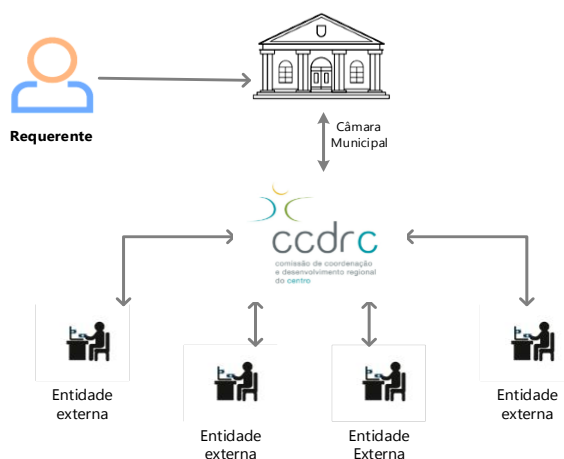 Requerente
Câmara
Municipal
ccdrc
comissão de coordenação
e desenvolvimento regional
do centro
Entidade
externa
Entidade
externa
Entidade
Externa
Entidade
externa